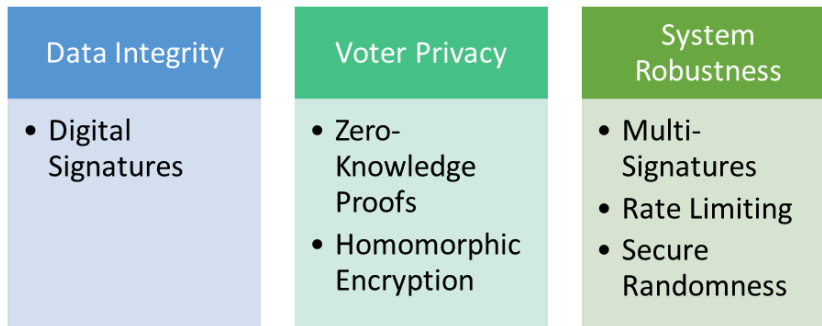 Data Integrity
• Digital
Signatures
Voter Privacy
• Zero-
Knowledge
Proofs
• Homomorphic
Encryption
System
Robustness
• Multi-
Signatures
• Rate Limiting
• Secure
Randomness